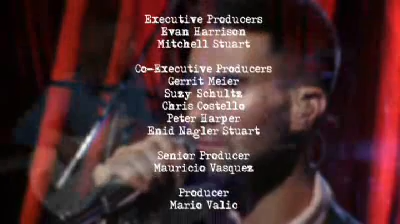 Executive Producers
Evan Harrison
Mitchell Stuart
Co-Executive Producers
Gerrit Meier
Suzy Schultz
Chris Costello
Peter Harper
Enid Nagler Stuart
Senior Producer
Mauricio Vasquez
Producer
Mario Valic